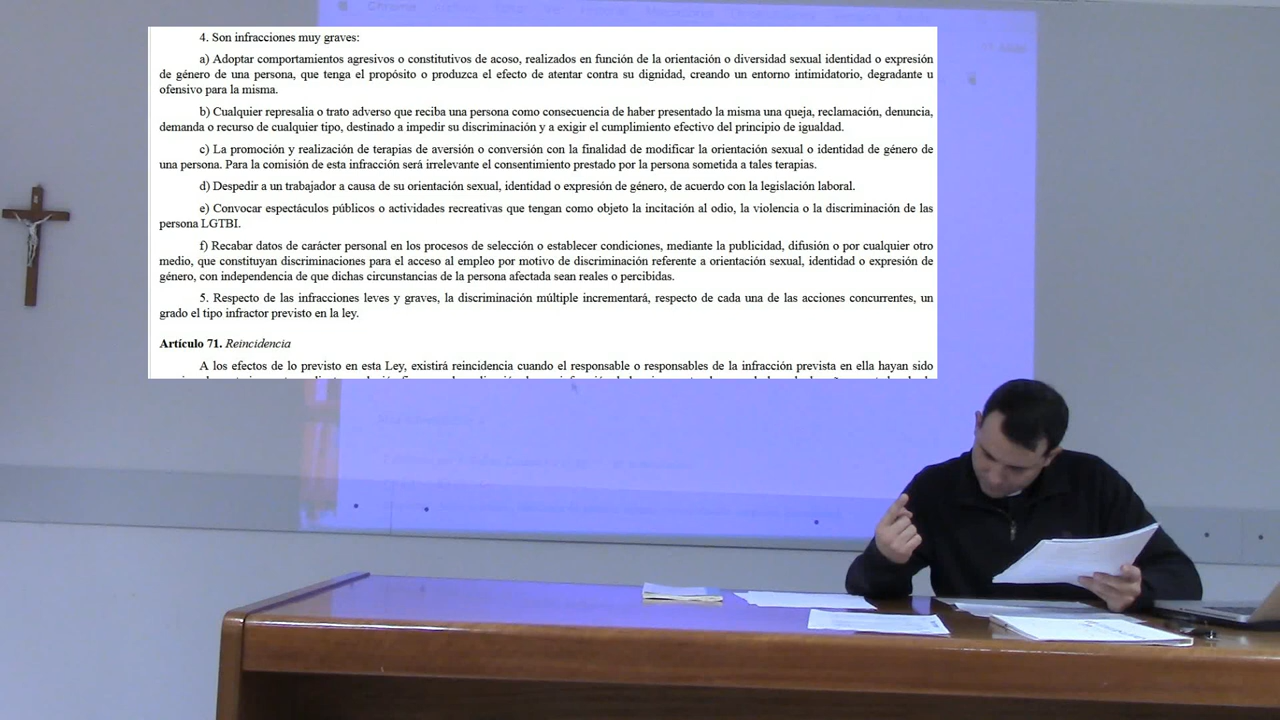 Chrome
4. Son infracciones muy graves:
a) Adoptar comportamientos agresivos o constitutivos de acoso, realizados en función de la orientación o diversidad sexual identidad o expresión
de género de una persona, que tenga el propósito o produzca el efecto de atentar contra su dignidad, creando un entorno intimidatorio, degradante u
ofensivo para la misma.
b) Cualquier represalia o trato adverso que reciba una persona como consecuencia de haber presentado la misma una queja, reclamación, denuncia,
demanda o recurso de cualquier tipo, destinado a impedir su discriminación y a exigir el cumplimiento efectivo del principio de igualdad.
c) La promoción y realización de terapias de aversión o conversión con la finalidad de modificar la orientación sexual o identidad de género de
una persona. Para la comisión de esta infracción será irrelevante el consentimiento prestado por la persona sometida a tales terapias.
d) Despedir a un trabajador a causa de su orientación sexual, identidad o expresión de género, de acuerdo con la legislación laboral.
e) Convocar espectáculos públicos o actividades recreativas que tengan como objeto la incitación al odio, la violencia o la discriminación de las
persona LGTBI.
f) Recabar datos de carácter personal en los procesos de selección o establecer condiciones, mediante la publicidad, difusión o por cualquier otro
medio, que constituyan discriminaciones para el acceso al empleo por motivo de discriminación referente a orientación sexual, identidad o expresión de
género, con independencia de que dichas circunstancias de la persona afectada sean reales o percibidas.
5. Respecto de las infracciones leves y graves, la discriminación múltiple incrementará, respecto de cada una de las acciones concurrentes, un
grado el tipo infractor previsto en la ley.
Artículo 71. Reincidencia
A los efectos de lo previsto en esta Ley, existirá reincidencia cuando el responsable o responsables de la infracción prevista en ella hayan sido